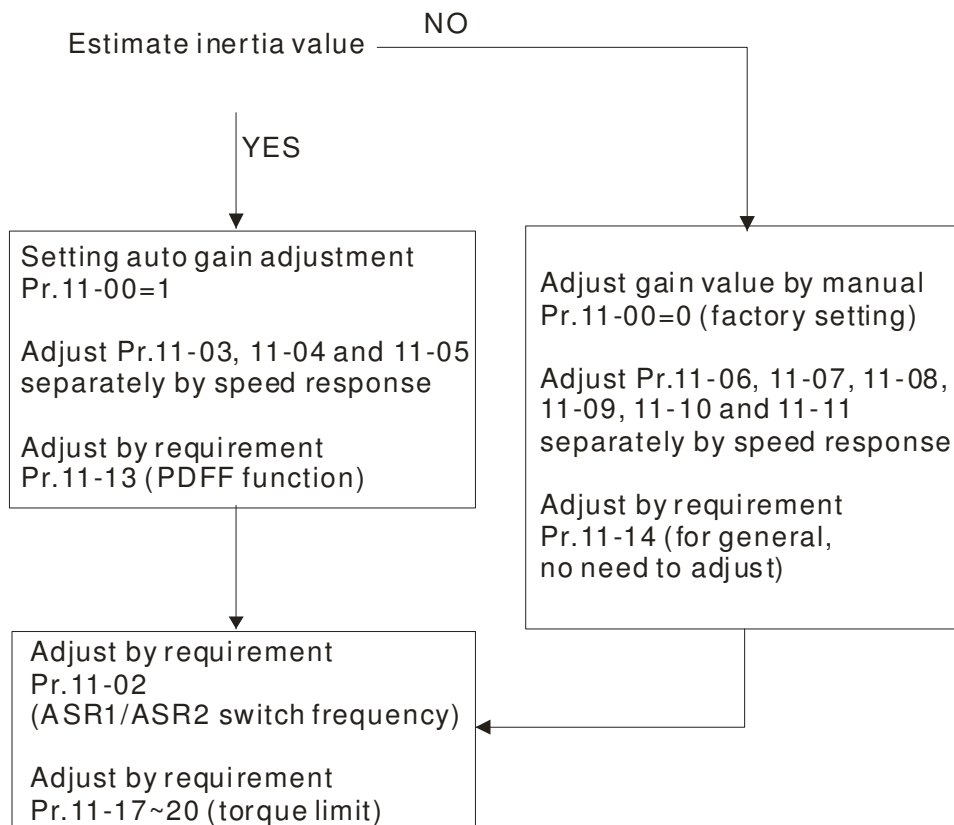 NO
Estimate inertia value
YES
Setting auto gain adjustment
Pr.11-00=1
Adjust Pr.11-03, 11-04 and 11-05
separately by speed response
Adjust by requirement
Pr.11-13 (PDFF function)
Adjust gain value by manual
Pr.11-00=0 (factory setting)
Adjust Pr.11-06, 11-07, 11-08,
11-09, 11-10 and 11-11
separately by speed response
Adjust by requirement
Pr.11-14 (for general,
no need to adjust)
Adjust by requirement
Pr.11-02
(ASR1/ASR2 switch frequency)
Adjust by requirement
Pr.11-17~20 (torque limit)